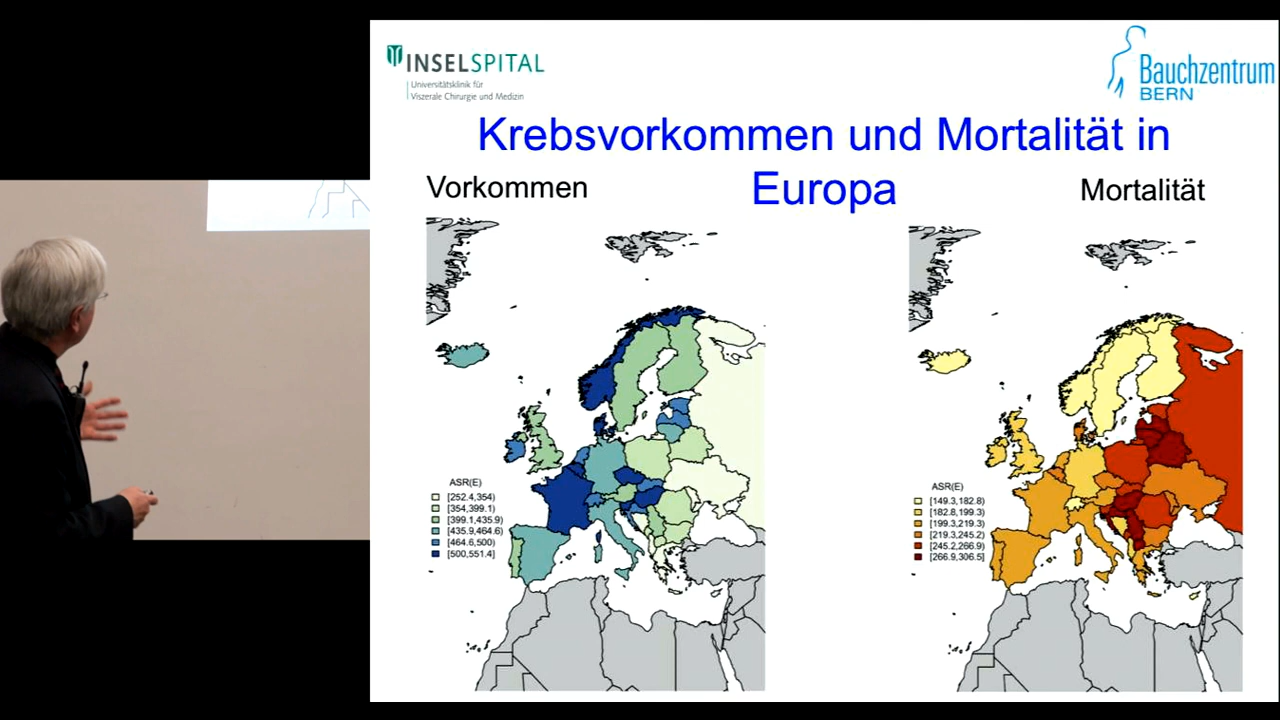 INSELSPITAL
Universitätsklinik für
Viszerale Chirurgie und Medizin
Bauchzentrum
BERN
Krebsvorkommen und Mortalität in
Europa
Vorkommen
Mortalität
ASR(E)
[252.4,354)
[354,399.1)
[399.1,435.9)
[435.9,464.6)
[464.6,500)
[500,551.4]
ASR(E)
[149.3,182.8)
[182.8,199.3)
[199.3,219.3)
[219.3,245.2)
[245.2,266.9)
[266.9,306.5]